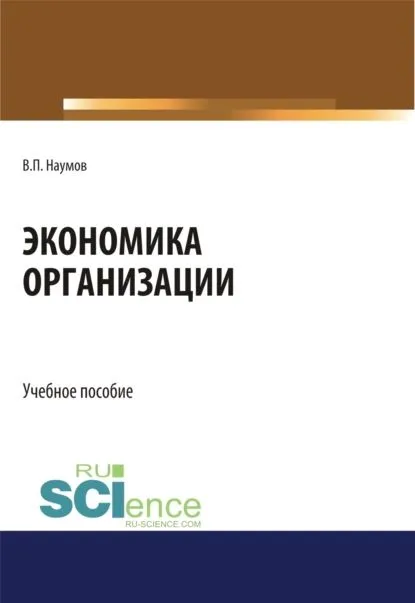 В.П. Наумов
ЭКОНОМИКА
ОРГАНИЗАЦИИ
Учебное пособие
RU
SCIence
RU-SCIENCE.COM